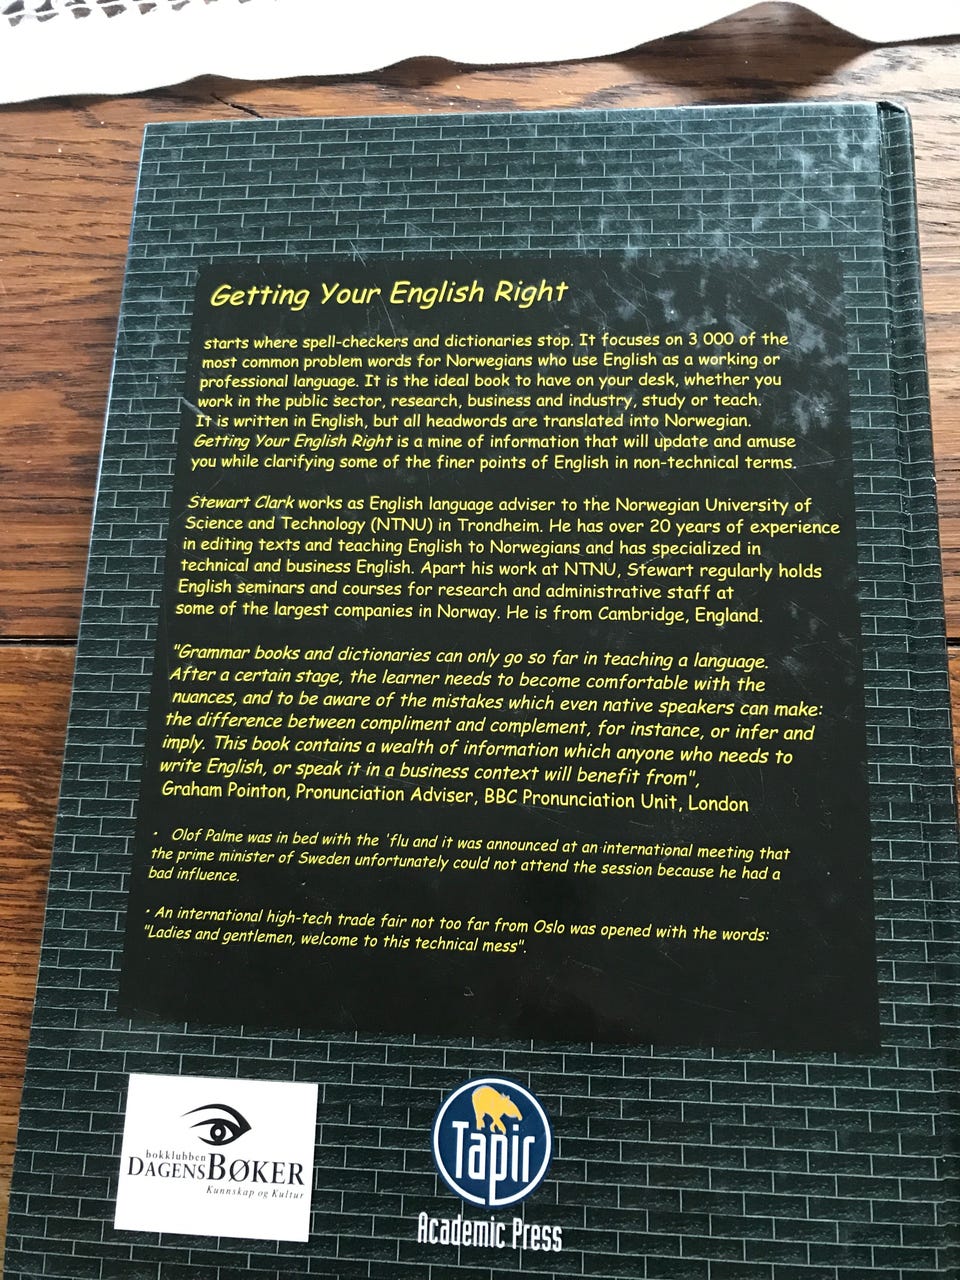 Getting Your English Right
starts where spell-checkers and dictionaries stop. It focuses on 3 000 of the
most common problem words for Norwegians who use English as a working or
professional language. It is the ideal book to have on your desk, whether you
work in the public sector, research, business and industry, study or teach.
It is written in English, but all headwords are translated into Norwegian.
Getting Your English Right is a mine of information that will update and amuse
you while clarifying some of the finer points of English in non-technical terms.
Stewart Clark works as English language adviser to the Norwegian University of
Science and Technology (NTNU) in Trondheim. He has over 20 years of experience
in editing texts and teaching English to Norwegians and has specialized in
technical and business English. Apart his work at NTNU, Stewart regularly holds
English seminars and courses for research and administrative staff at
some of the largest companies in Norway. He is from Cambridge, England.
"Grammar books and dictionaries can only go so far in teaching a language.
After a certain stage, the learner needs to become comfortable with the
nuances, and to be aware of the mistakes which even native speakers can make:
the difference between compliment and complement, for instance, or infer and
imply. This book contains a wealth of information which anyone who needs to
write English, or speak it in a business context will benefit from",
Graham Pointon, Pronunciation Adviser, BBC Pronunciation Unit, London
· Olof Palme was in bed with the 'flu and it was announced at an international meeting that
the prime minister of Sweden unfortunately could not attend the session because he had a
bad influence.
· An international high-tech trade fair not too far from Oslo was opened with the words:
"Ladies and gentlemen, welcome to this technical mess".
bokklubben
DAGENSBØKER
Kunnskap og Kultur
Tapir
Academic Press